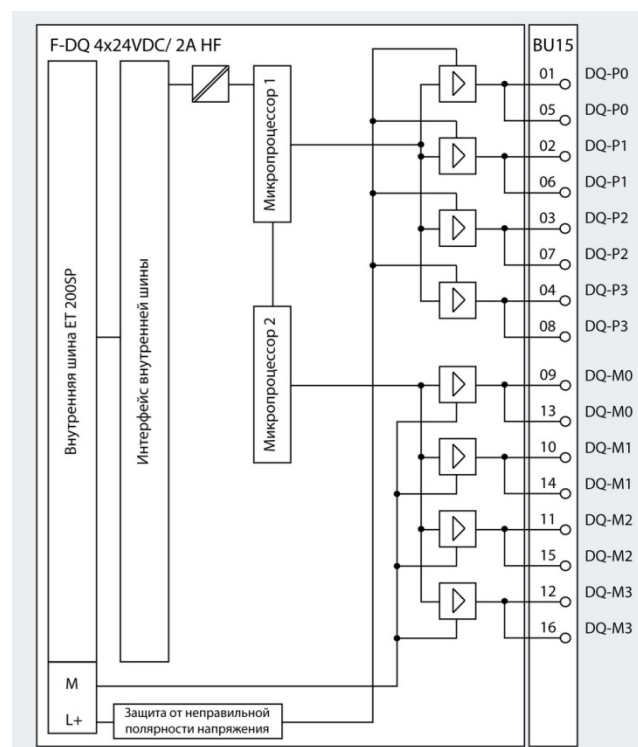 F-DQ 4x24VDC/ 2A HF
BU15
Внутренняя шина ET 200SP
Интерфейс внутренней шины
Микропроцессор 1
Микропроцессор 2
01 DQ-P0
05 DQ-P0
02 DQ-P1
06 DQ-P1
03 DQ-P2
07 DQ-P2
04 DQ-P3
08 DQ-P3
09 DQ-M0
13 DQ-M0
10 DQ-M1
14 DQ-M1
11 DQ-M2
15 DQ-M2
12 DQ-M3
16 DQ-M3
M
L+
Защита от неправильной
полярности напряжения